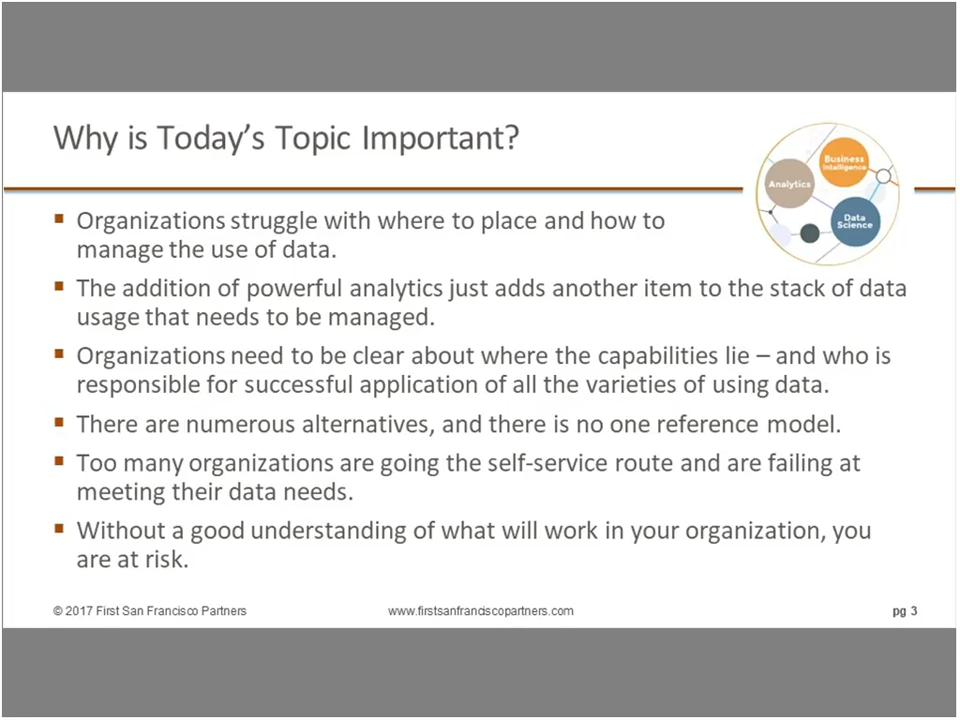 Why is Today's Topic Important?
Business
Intelligence
Analytics
Data
Science
▪ Organizations struggle with where to place and how to
manage the use of data.
▪ The addition of powerful analytics just adds another item to the stack of data
usage that needs to be managed.
▪ Organizations need to be clear about where the capabilities lie – and who is
responsible for successful application of all the varieties of using data.
▪ There are numerous alternatives, and there is no one reference model.
▪ Too many organizations are going the self-service route and are failing at
meeting their data needs.
▪ Without a good understanding of what will work in your organization, you
are at risk.
© 2017 First San Francisco Partners www.firstsanfranciscopartners.com pg 3